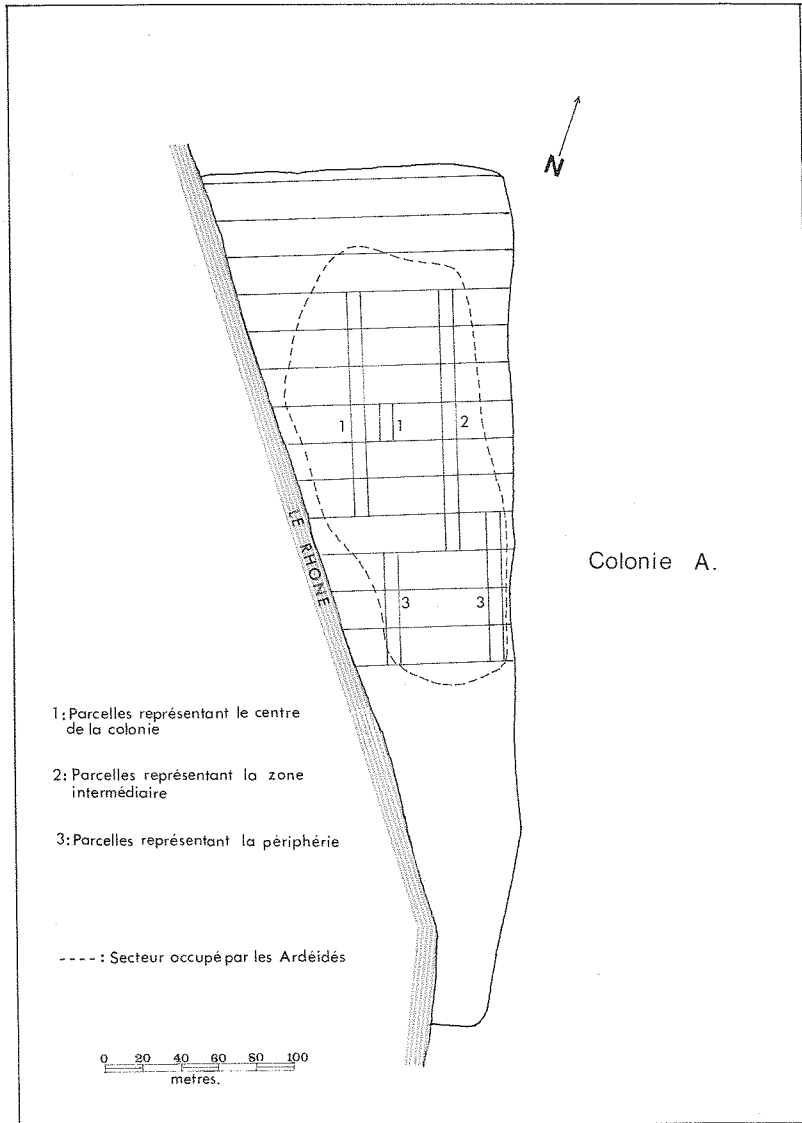 N
1
1
2
LE RHONE
Colonie A.
3
3
1: Parcelles représentant le centre
de la colonie
2: Parcelles représentant la zone
intermédiaire
3: Parcelles représentant la périphérie
----: Secteur occupé par les Ardéidés
0 20 40 60 80 100
metres.